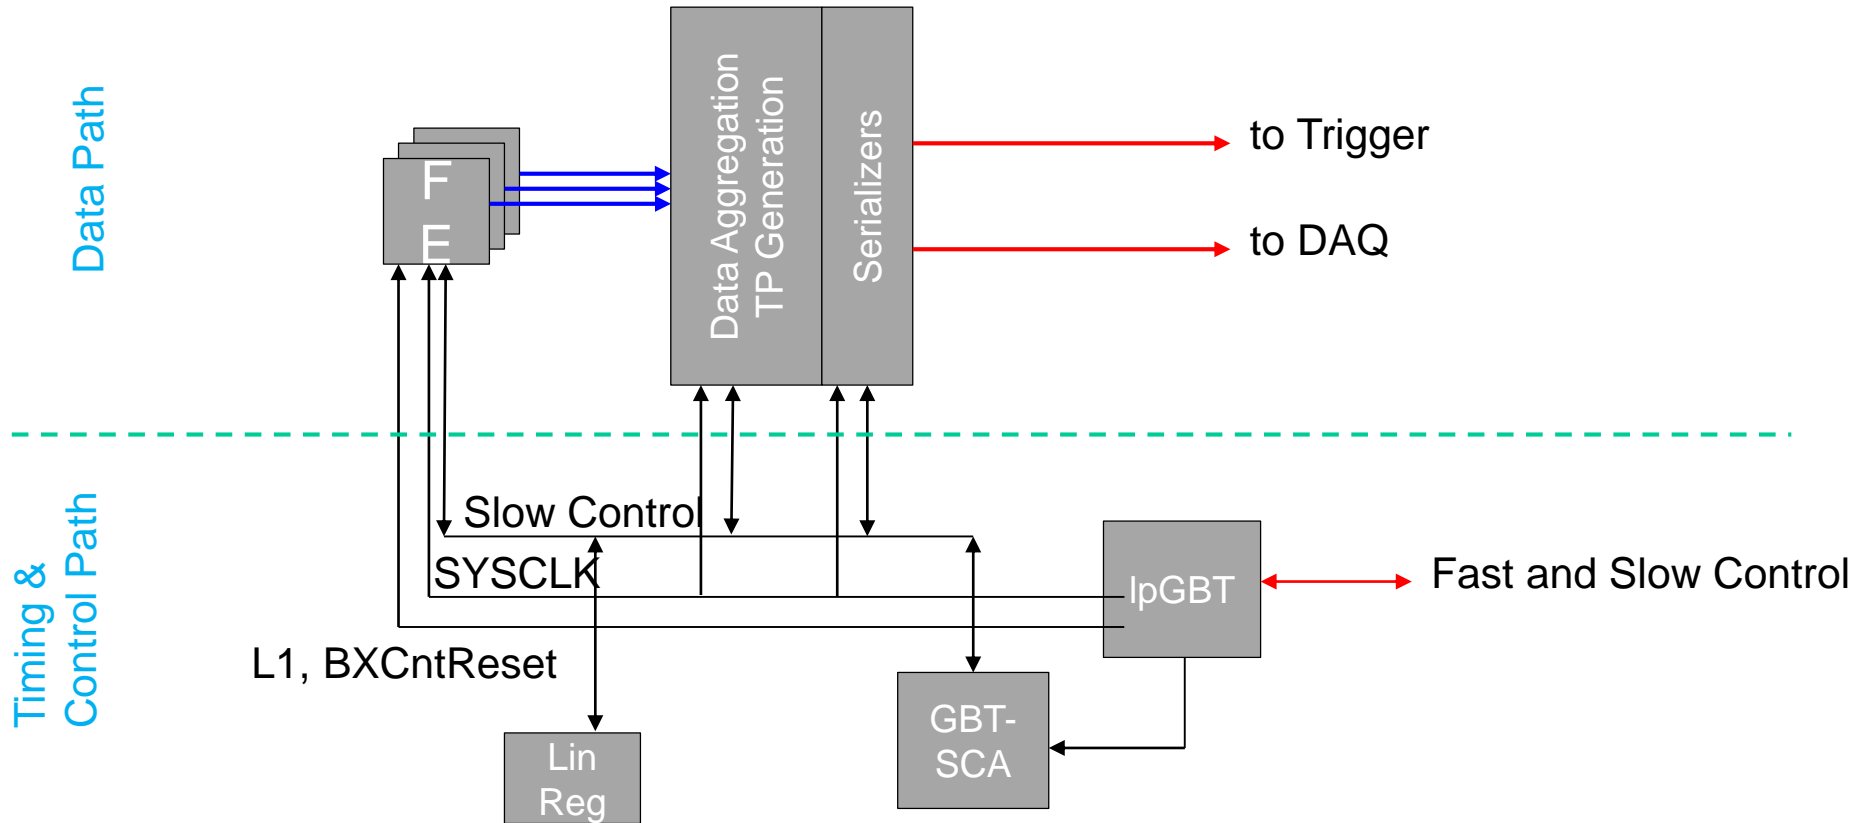 Data Path
F
E
Data Aggregation
TP Generation
Serializers
to Trigger
to DAQ
Timing &
Control Path
Slow Control
SYSCLK
L1, BXCntReset
lpGBT
Fast and Slow Control
GBT-
SCA
Lin
Reg